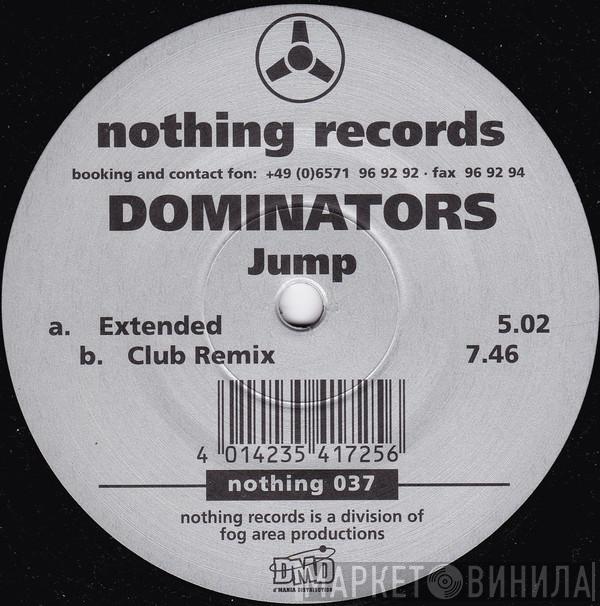 nothing records
booking and contact fon: +49 (0)6571 96 92 92 · fax 96 92 94
DOMINATORS
Jump
a. Extended 5.02
b. Club Remix 7.46
4 014235 417256
nothing 037
nothing records is a division of
fog area productions
DMD
d'MANIA DISTRIBUTION
МАРКЕТ ВИНИЛА